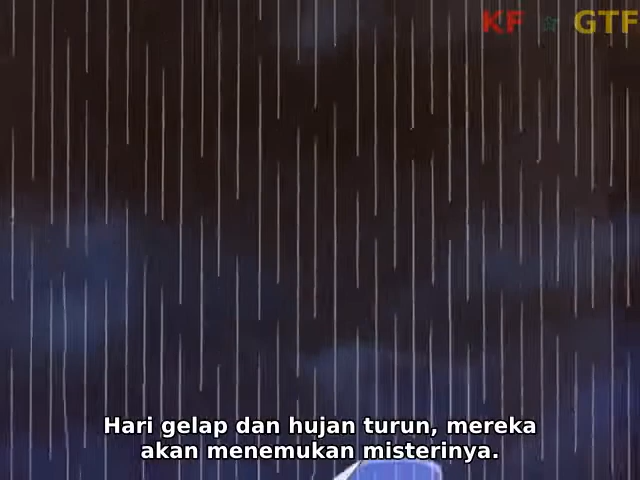 KF ☆ GTF
Hari gelap dan hujan turun, mereka
akan menemukan misterinya.